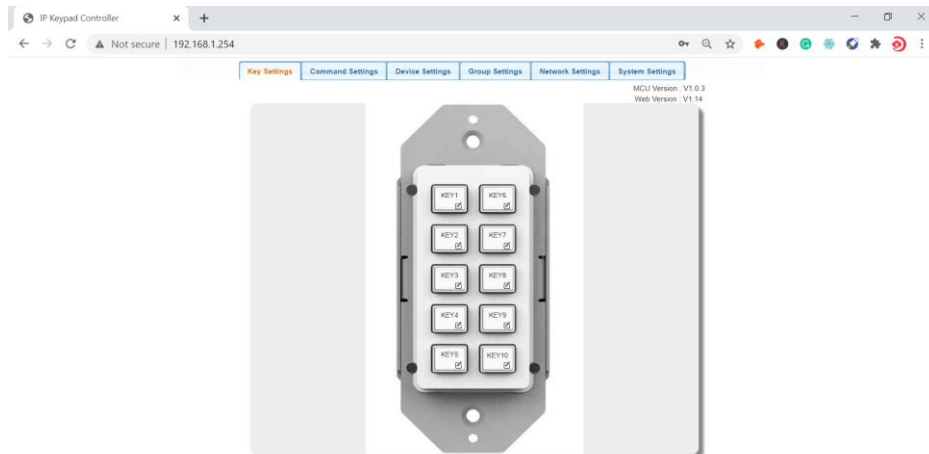 IP Keypad Controller
Not secure | 192.168.1.254
Key Settings Command Settings Device Settings Group Settings Network Settings System Settings
MCU Version : V1.0.3
Web Version : V1.14
KEY1 KEY6
KEY2 KEY7
KEY3 KEY8
KEY4 KEY9
KEY5 KEY10